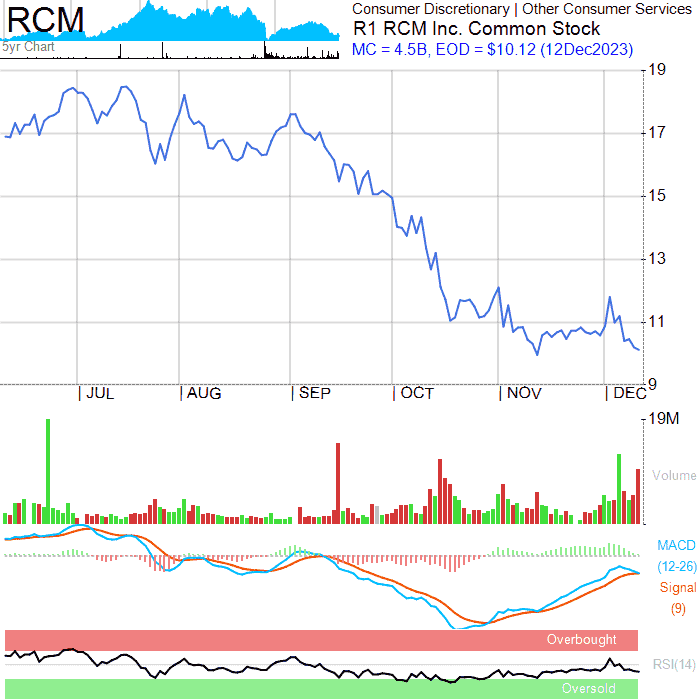 RCM
5yr Chart
Consumer Discretionary | Other Consumer Services
R1 RCM Inc. Common Stock
MC = 4.5B, EOD = $10.12 (12Dec2023)
19
17
15
13
11
9
| JUL | AUG | SEP | OCT | NOV | DEC
19M
Volume
MACD
(12-26)
Signal
(9)
Overbought
RSI(14)
Oversold